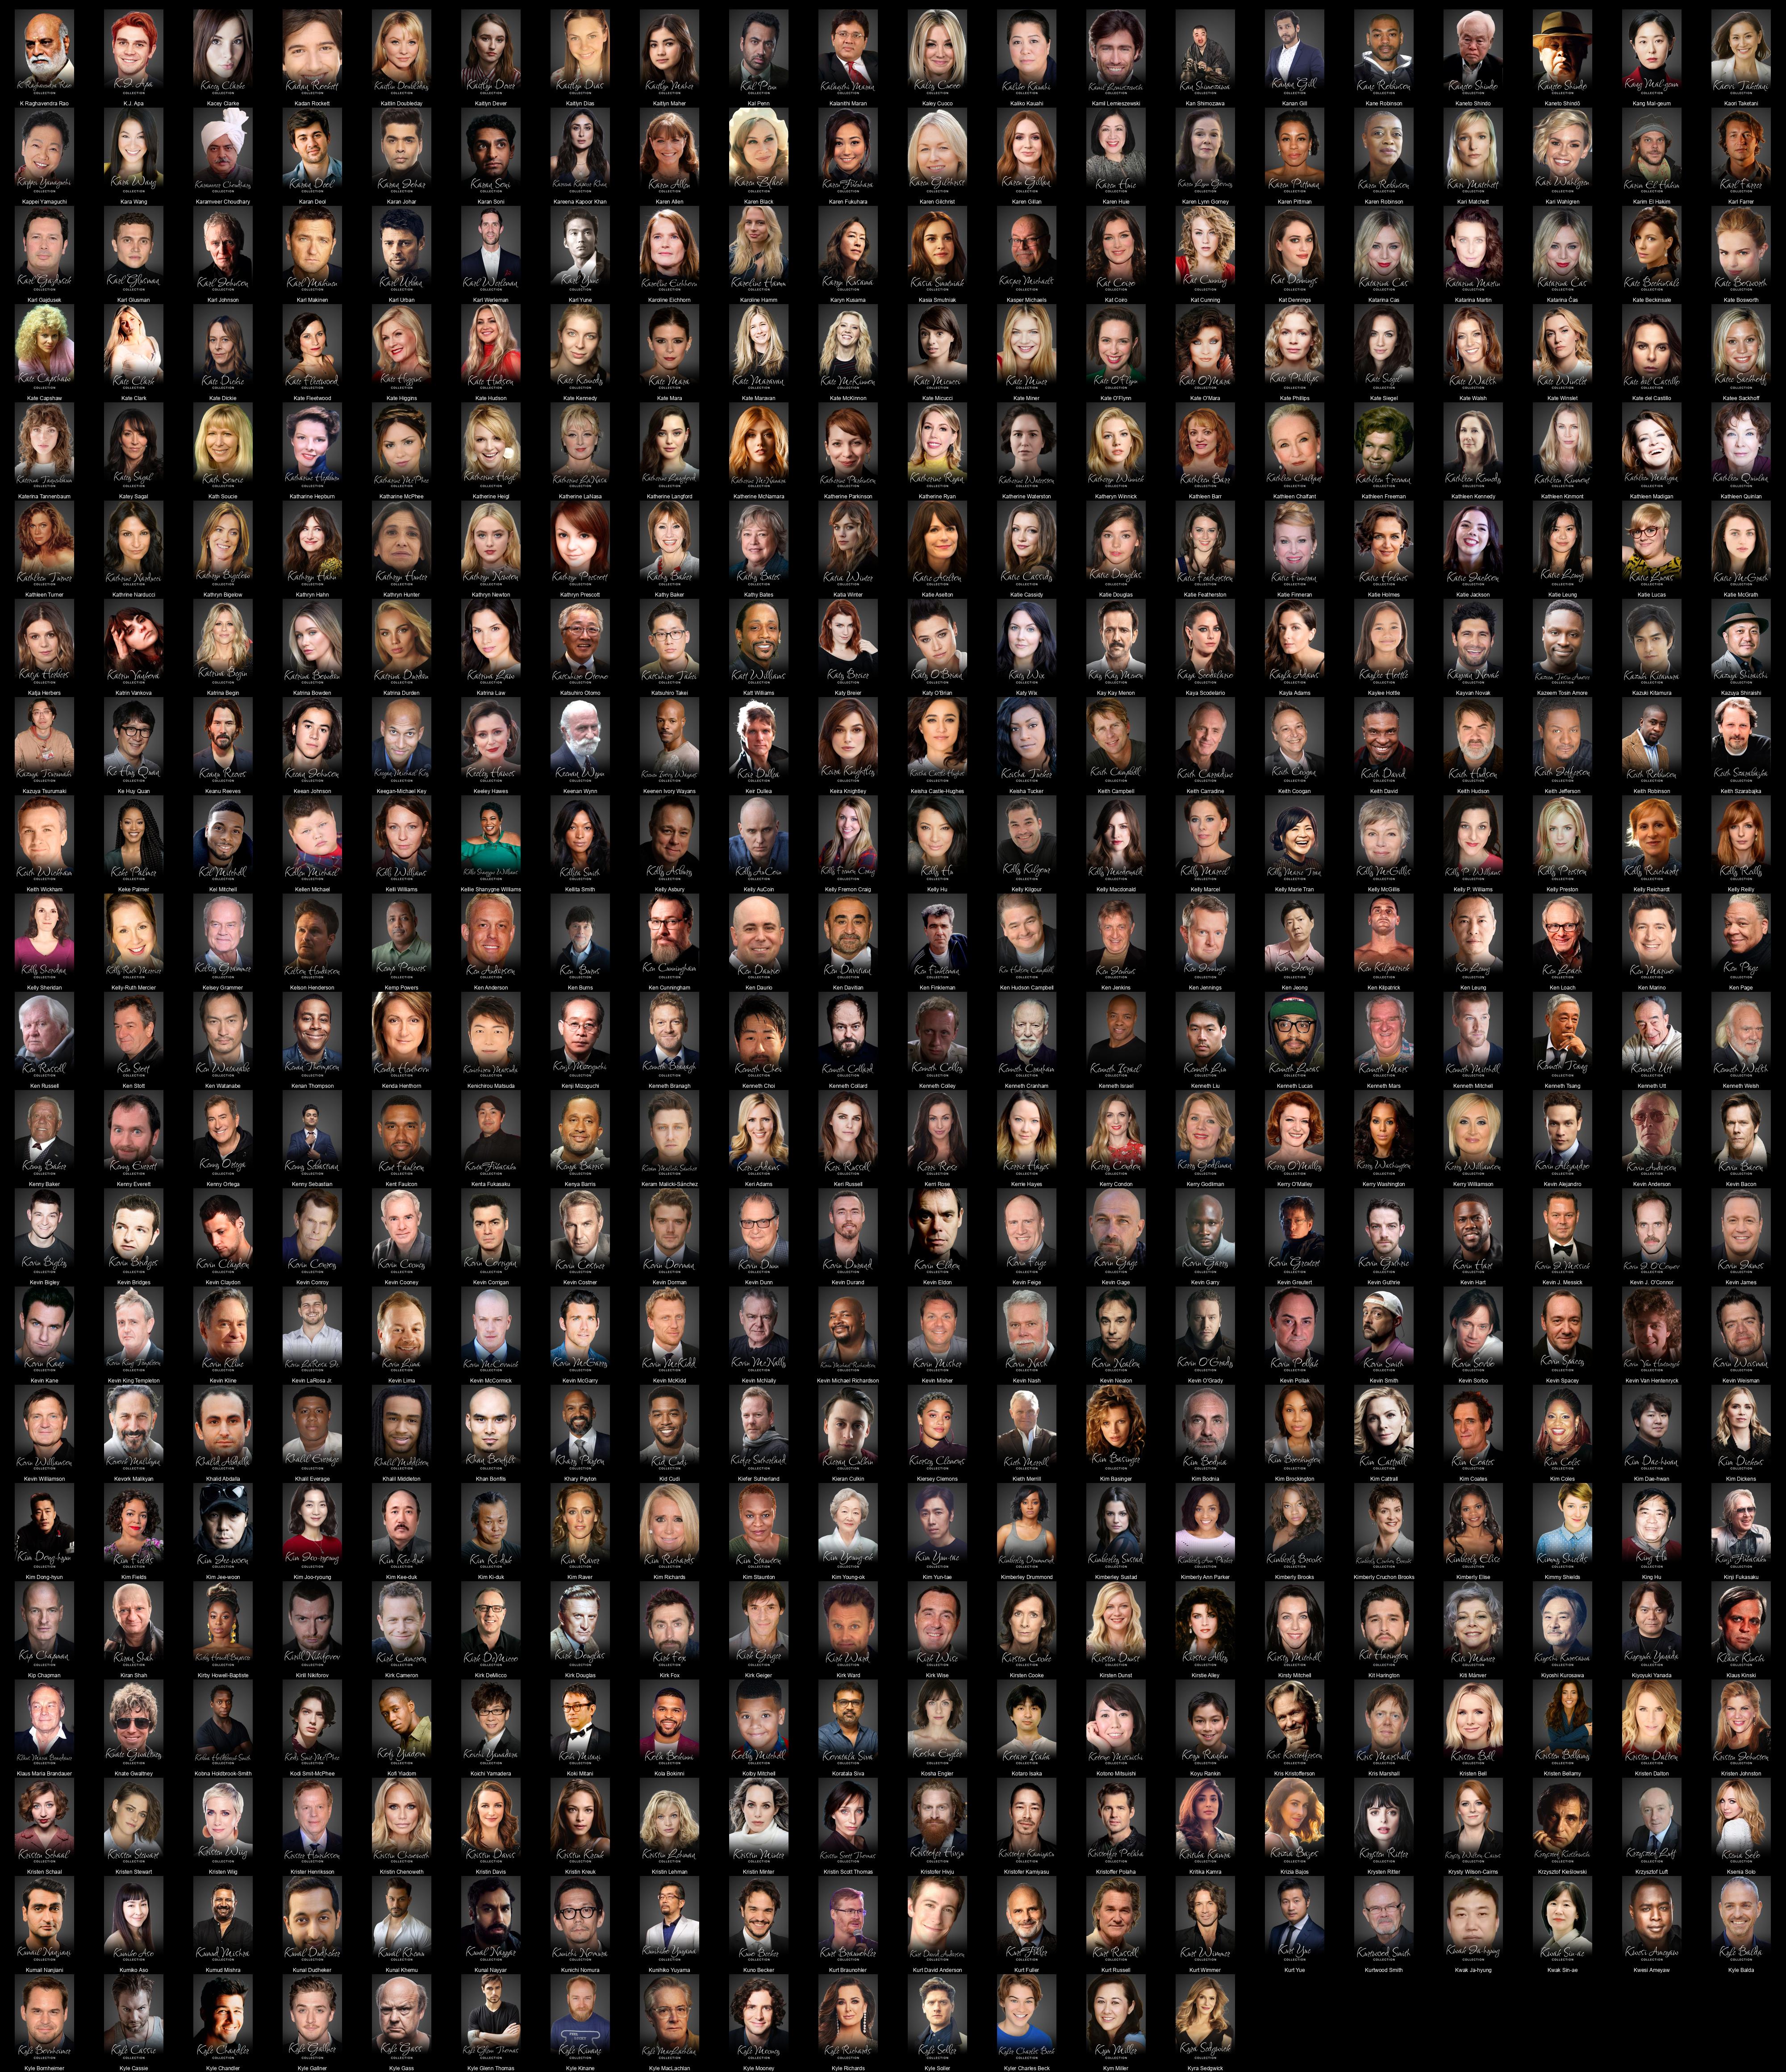 K Raghavendra Rao K.J. Apa Kacey Clarke Kadan Rockett Kaitlin Doubleday Kaitlyn Dever Kaitlyn Dias Kaitlyn Maher Kal Penn Kalanithi Maran Kaley Cuoco Kaliko Kauahi Kamil Lemieszewski Kan Shimozawa Karan Gill Kane Robinson Kaneto Shindo Kaneto Shindô Kang Mal-geum Kaori Taketani
Kappei Yamaguchi Kara Wang Karamveer Choudhary Karan Deol Karan Johar Karan Soni Kareena Kapoor Khan Karen Allen Karen Black Karen Fukuhara Karen Gilchrist Karen Gillan Karen Huie Karen Lynn Gorney Karen Pittman Karen Robinson Kari Matchett Kari Wahlgren Karim El Hakim Karl Farrer
Karl Gajdusek Karl Glusman Karl Johnson Karl Makinen Karl Urban Karl Werleman Karl Yune Karoline Eichhorn Karoline Hamm Karyn Kusama Kasia Smutniak Kasper Michaels Kat Coiro Kat Cunning Kat Dennings Katarina Cas Katarina Martin Katarina Čas Kate Beckinsale Kate Bosworth
Kate Capshaw Kate Clark Kate Dickie Kate Fleetwood Kate Higgins Kate Hudson Kate Kennedy Kate Mara Kate Maravan Kate McKinnon Kate Micucci Kate Miner Kate O'Flynn Kate O'Mara Kate Phillips Kate Siegel Kate Walsh Kate Winslet Kate del Castillo Katee Sackhoff
Katerina Tannenbaum Katey Sagal Kath Soucie Katharine Hepburn Katharine McPhee Katherine Heigl Katherine LaNasa Katherine Langford Katherine McNamara Katherine Parkinson Katherine Ryan Katherine Waterston Katheryn Winnick Kathleen Barr Kathleen Chalfant Kathleen Freeman Kathleen Kennedy Kathleen Kinmont Kathleen Madigan Kathleen Quinlan
Kathleen Turner Kathrine Narducci Kathryn Bigelow Kathryn Hahn Kathryn Hunter Kathryn Newton Kathryn Prescott Kathy Baker Kathy Bates Katia Winter Katie Aselton Katie Cassidy Katie Douglas Katie Featherston Katie Finneran Katie Holmes Katie Jackson Katie Leung Katie Lucas Katie McGrath
Katja Herbers Katrin Vankova Katrina Begin Katrina Bowden Katrina Durden Katrina Law Katsuhiro Otomo Katsuhiro Takei Katt Williams Katy Breier Katy O'Brian Katy Wix Kay Kay Menon Kaya Scodelario Kayla Adams Kaylee Hottle Kayvan Novak Kazeem Tosin Amore Kazuki Kitamura Kazuya Shiraishi
Kazuya Tsurumaki Ke Huy Quan Keanu Reeves Keean Johnson Keegan-Michael Key Keeley Hawes Keenan Wynn Keenen Ivory Wayans Keir Dullea Keira Knightley Keisha Castle-Hughes Keisha Tucker Keith Campbell Keith Carradine Keith Coogan Keith David Keith Hudson Keith Jefferson Keith Robinson Keith Szarabajka
Keith Wickham Keke Palmer Kel Mitchell Kellen Michael Kelli Williams Kellie Shanygne Williams Kellita Smith Kelly Asbury Kelly AuCoin Kelly Fremon Craig Kelly Hu Kelly Kilgour Kelly Macdonald Kelly Marcel Kelly Marie Tran Kelly McGillis Kelly P. Williams Kelly Preston Kelly Reichardt Kelly Reilly
Kelly Sheridan Kelly-Ruth Mercier Kelsey Grammer Kelson Henderson Kemp Powers Ken Anderson Ken Burns Ken Cunningham Ken Daurio Ken Davitian Ken Finkleman Ken Hudson Campbell Ken Jenkins Ken Jennings Ken Jeong Ken Kilpatrick Ken Leung Ken Loach Ken Marino Ken Page
Ken Russell Ken Stott Ken Watanabe Kenan Thompson Kenda Henthorn Kenichirou Matsuda Kenji Mizoguchi Kenneth Branagh Kenneth Choi Kenneth Collard Kenneth Colley Kenneth Cranham Kenneth Israel Kenneth Liu Kenneth Lucas Kenneth Mars Kenneth Mitchell Kenneth Tsang Kenneth Utt Kenneth Welsh
Kenny Baker Kenny Everett Kenny Ortega Kenny Sebastian Kent Faulcon Kenta Fukasaku Kenya Barris Keram Malicki-Sánchez Keri Adams Keri Russell Kerri Rose Kerrie Hayes Kerry Condon Kerry Godliman Kerry O'Malley Kerry Washington Kerry Williamson Kevin Alejandro Kevin Anderson Kevin Bacon
Kevin Bigley Kevin Bridges Kevin Claydon Kevin Conroy Kevin Cooney Kevin Corrigan Kevin Costner Kevin Dorman Kevin Dunn Kevin Durand Kevin Eldon Kevin Feige Kevin Gage Kevin Garry Kevin Greutert Kevin Guthrie Kevin Hart Kevin J. Messick Kevin J. O'Connor Kevin James
Kevin Kane Kevin King Templeton Kevin Kline Kevin LaRosa Jr. Kevin Lima Kevin McCormick Kevin McGarry Kevin McKidd Kevin McNally Kevin Michael Richardson Kevin Misher Kevin Nash Kevin Nealon Kevin O'Grady Kevin Pollak Kevin Smith Kevin Sorbo Kevin Spacey Kevin Van Hentenryck Kevin Weisman
Kevin Williamson Kevork Malikyan Khalid Abdalla Khalil Everage Khalil Middleton Khan Bonfils Khary Payton Kid Cudi Kiefer Sutherland Kieran Culkin Kiersey Clemons Kieth Merrill Kim Basinger Kim Bodnia Kim Brockington Kim Cattrall Kim Coates Kim Coles Kim Dae-hwan Kim Dickens
Kim Dong-hyun Kim Fields Kim Jee-woon Kim Joo-ryoung Kim Kee-duk Kim Ki-duk Kim Raver Kim Richards Kim Staunton Kim Young-ok Kim Yun-tae Kimberley Drummond Kimberley Sustad Kimberly Ann Parker Kimberly Brooks Kimberly Cruchon Brooks Kimberly Elise Kimmy Shields King Hu Kinji Fukasaku
Kip Chapman Kiran Shah Kirby Howell-Baptiste Kirill Nikiforov Kirk Cameron Kirk DeMicco Kirk Douglas Kirk Fox Kirk Geiger Kirk Ward Kirk Wise Kirsten Cooke Kirsten Dunst Kirstie Alley Kirsty Mitchell Kit Harington Kiti Mánver Kiyoshi Kurosawa Kiyoyuki Yanada Klaus Kinski
Klaus Maria Brandauer Knate Gwaltney Kobna Holdbrook-Smith Kodi Smit-McPhee Kofi Yiadom Koichi Yamadera Koki Mitani Kola Bokinni Kolby Mitchell Koratala Siva Kosha Engler Kotaro Isaka Kotono Mitsuishi Koyu Rankin Kris Kristofferson Kris Marshall Kristen Bell Kristen Bellamy Kristen Dalton Kristen Johnston
Kristen Schaal Kristen Stewart Kristen Wiig Krister Henriksson Kristin Chenoweth Kristin Davis Kristin Kreuk Kristin Lehman Kristin Minter Kristin Scott Thomas Kristofer Hivju Kristofer Kamiyasu Kristoffer Polaha Kritika Kamra Krizia Bajos Krysten Ritter Krysty Wilson-Cairns Krzysztof Kieślowski Krzysztof Luft Ksenia Solo
Kumail Nanjiani Kumiko Aso Kumud Mishra Kunal Dudheker Kunal Khemu Kunal Nayyar Kunichi Nomura Kunihiko Yuyama Kuno Becker Kurt Braunohler Kurt David Anderson Kurt Fuller Kurt Russell Kurt Wimmer Kurt Yue Kurtwood Smith Kwak Ja-hyung Kwak Sin-ae Kwesi Ameyaw Kyle Balda
Kyle Bornheimer Kyle Cassie Kyle Chandler Kyle Gallner Kyle Gass Kyle Glenn Thomas Kyle Kinane Kyle MacLachlan Kyle Mooney Kyle Richards Kyle Soller Kyler Charles Beck Kym Miller Kyra Sedgwick